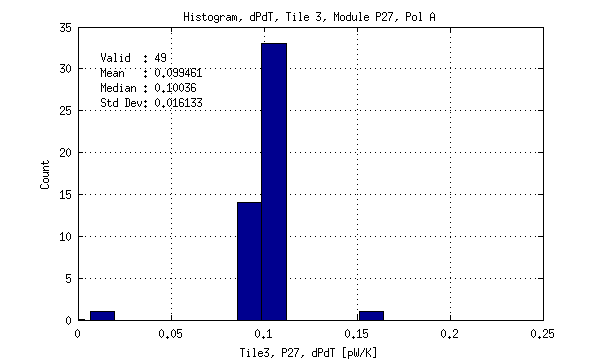 Histogram, dPdT, Tile 3, Module P27, Pol A
35
30
25
20
15
10
5
0
Count
Valid : 49
Mean : 0.099461
Median : 0.10036
Std Dev: 0.016133
0 0.05 0.1 0.15 0.2 0.25
Tile3, P27, dPdT [pW/K]